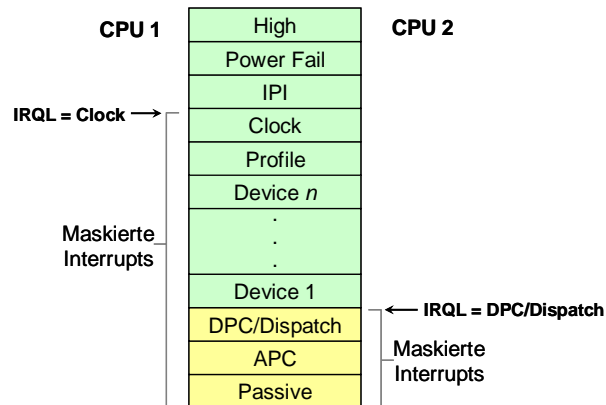 CPU 1
High
CPU 2
Power Fail
IPI
IRQL = Clock
Clock
Profile
Device n
.
.
.
Maskierte
Interrupts
Device 1
IRQL = DPC/Dispatch
DPC/Dispatch
APC
Maskierte
Interrupts
Passive